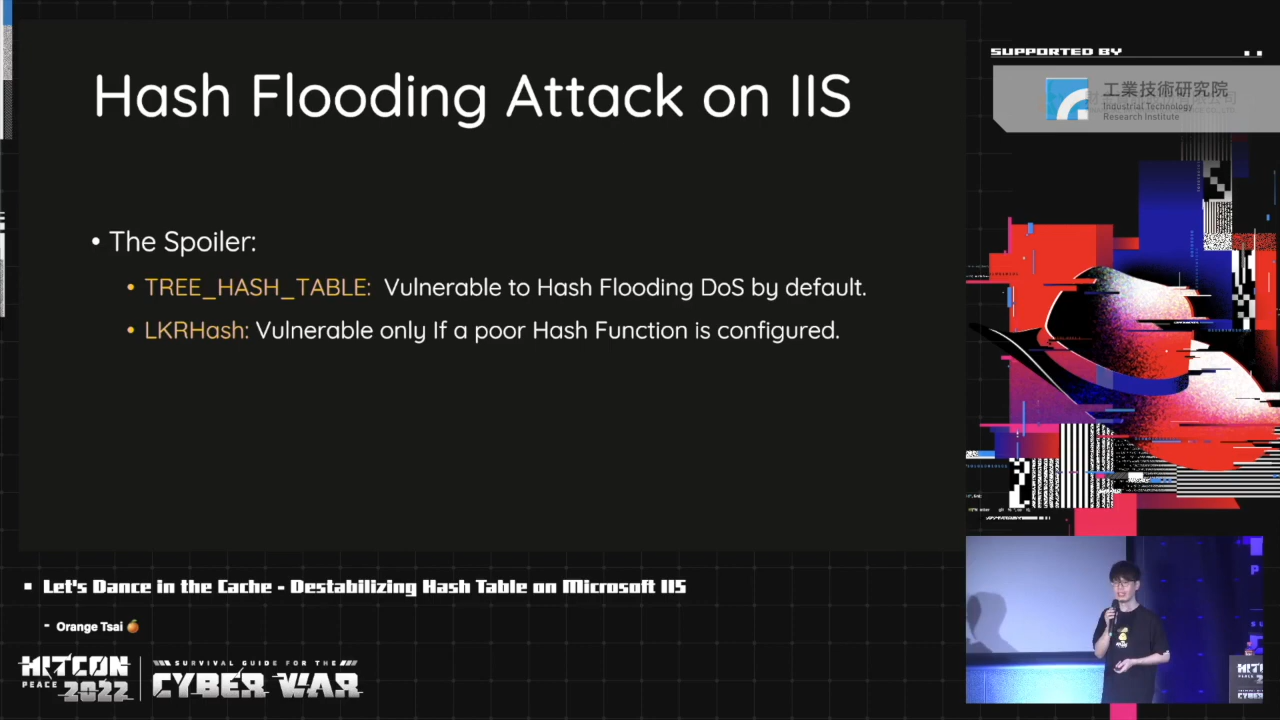 Hash Flooding Attack on IIS
• The Spoiler:
• TREE_HASH_TABLE: Vulnerable to Hash Flooding DoS by default.
• LKRHash: Vulnerable only If a poor Hash Function is configured.
SUPPORTED BY
工業技術研究院
Industrial Technology
Research Institute
Let's Dance in the Cache - Destabilizing Hash Table on Microsoft IIS
- Orange Tsai
HITCON
PEACE 2022
SURVIVAL GUIDE FOR THE
CYBER WAR